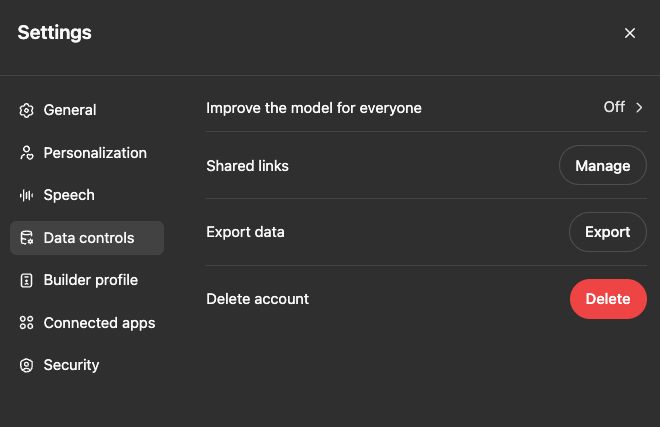 Settings
General
Personalization
Speech
Data controls
Builder profile
Connected apps
Security
Improve the model for everyone Off
Shared links Manage
Export data Export
Delete account Delete